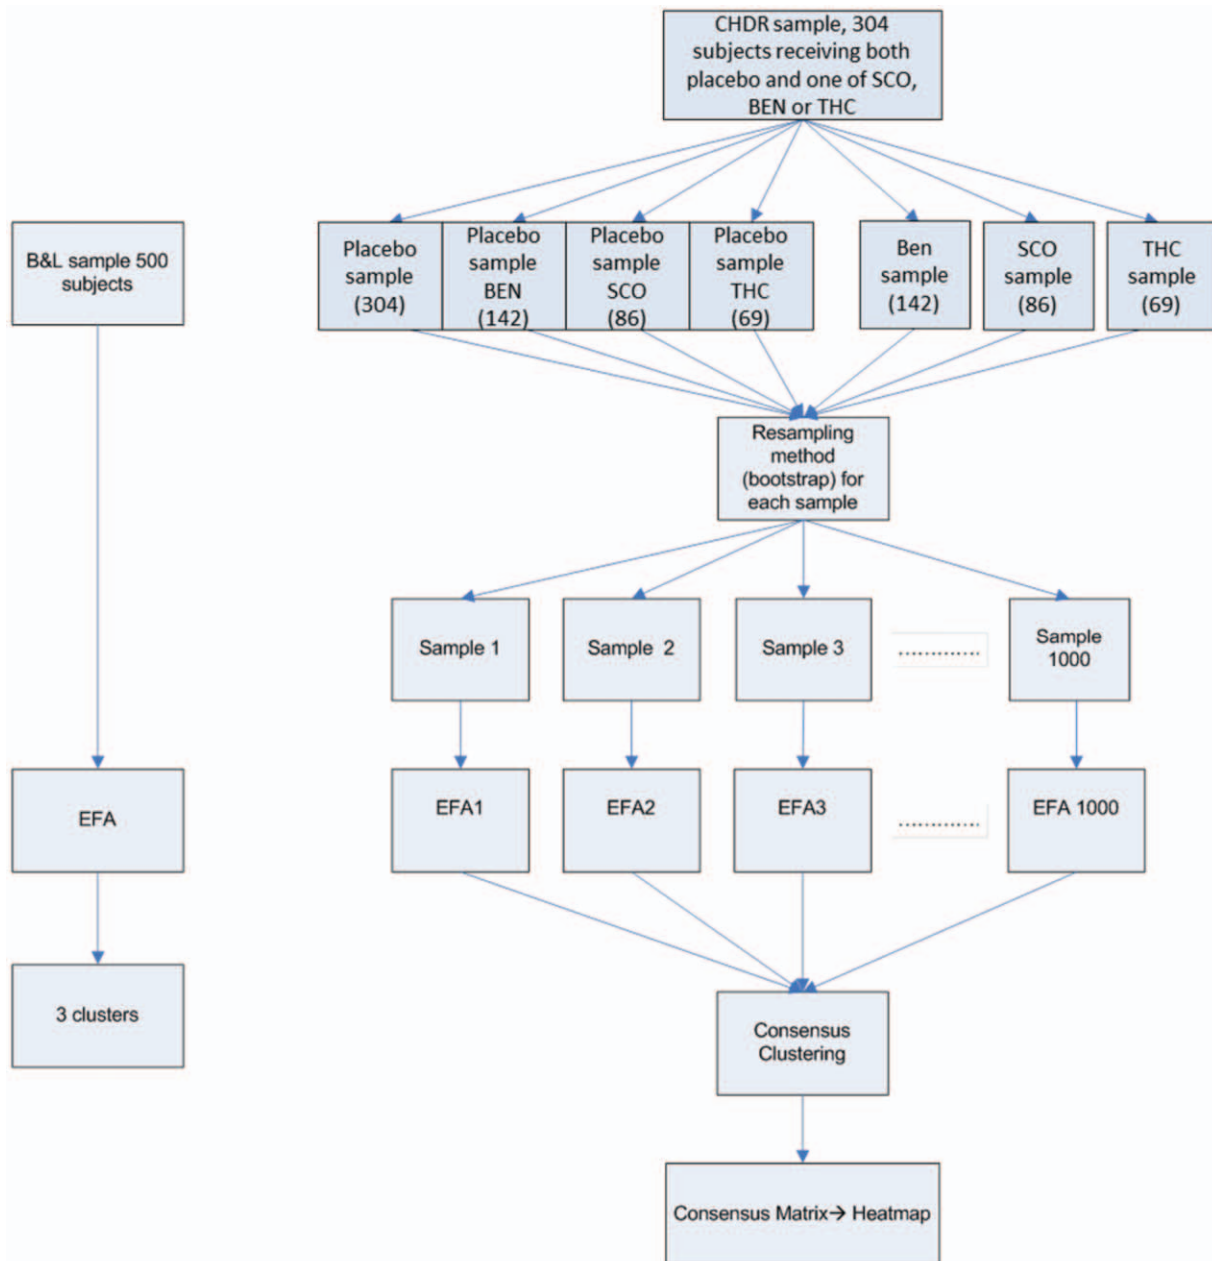 CHDR sample, 304
subjects receiving both
placebo and one of SCO,
BEN or THC
B&L sample 500
subjects
Placebo
sample
(304)
Placebo
sample
BEN
(142)
Placebo
sample
SCO
(86)
Placebo
sample
THC
(69)
Ben
sample
(142)
SCO
sample
(86)
THC
sample
(69)
Resampling
method
(bootstrap) for
each sample
Sample 1
Sample 2
Sample 3
............
Sample
1000
EFA
EFA1
EFA2
EFA3
............
EFA 1000
3 clusters
Consensus
Clustering
Consensus Matrix→ Heatmap